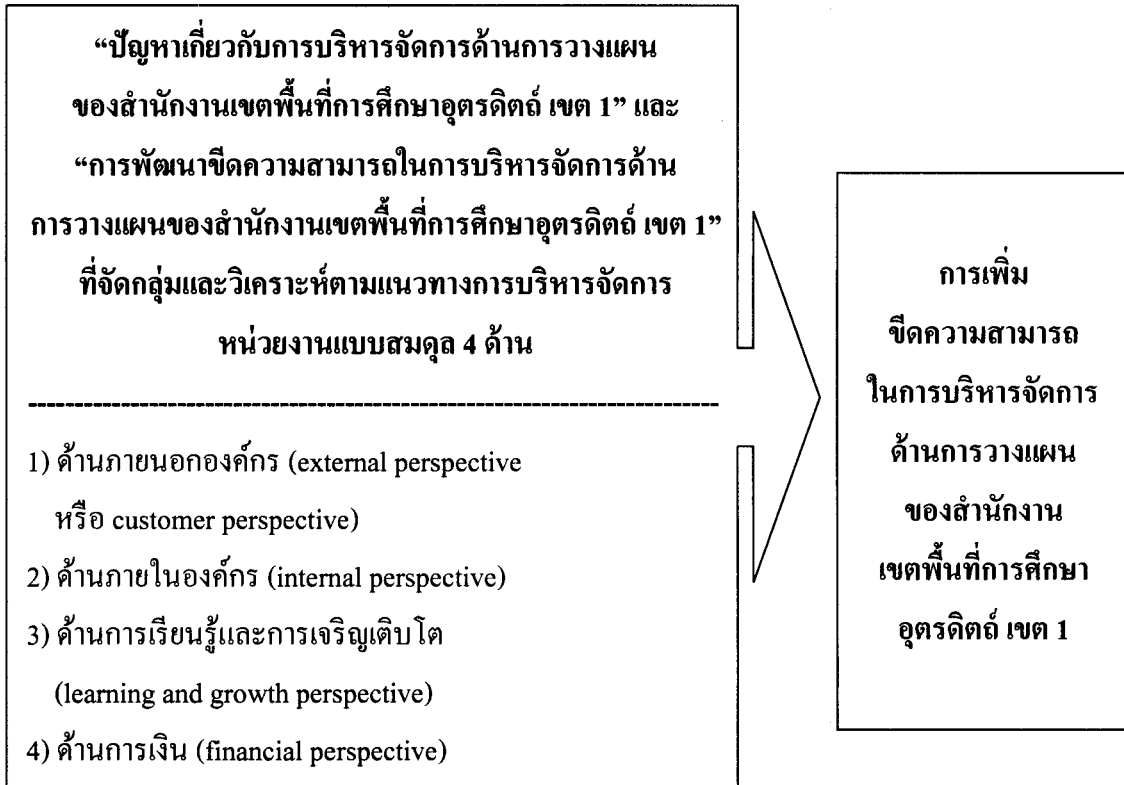 “ปัญหาเกี่ยวกับการบริหารจัดการด้านการวางแผน
ของสำนักงานเขตพื้นที่การศึกษาอุตรดิตถ์ เขต 1” และ
“การพัฒนาขีดความสามารถในการบริหารจัดการด้าน
การวางแผนของสำนักงานเขตพื้นที่การศึกษาอุตรดิตถ์ เขต 1”
ที่จัดกลุ่มและวิเคราะห์ตามแนวทางการบริหารจัดการ
หน่วยงานแบบสมดุล 4 ด้าน
1) ด้านภายนอกองค์กร (external perspective
หรือ customer perspective)
2) ด้านภายในองค์กร (internal perspective)
3) ด้านการเรียนรู้และการเจริญเติบโต
(learning and growth perspective)
4) ด้านการเงิน (financial perspective)
การเพิ่ม
ขีดความสามารถ
ในการบริหารจัดการ
ด้านการวางแผน
ของสำนักงาน
เขตพื้นที่การศึกษา
อุตรดิตถ์ เขต 1